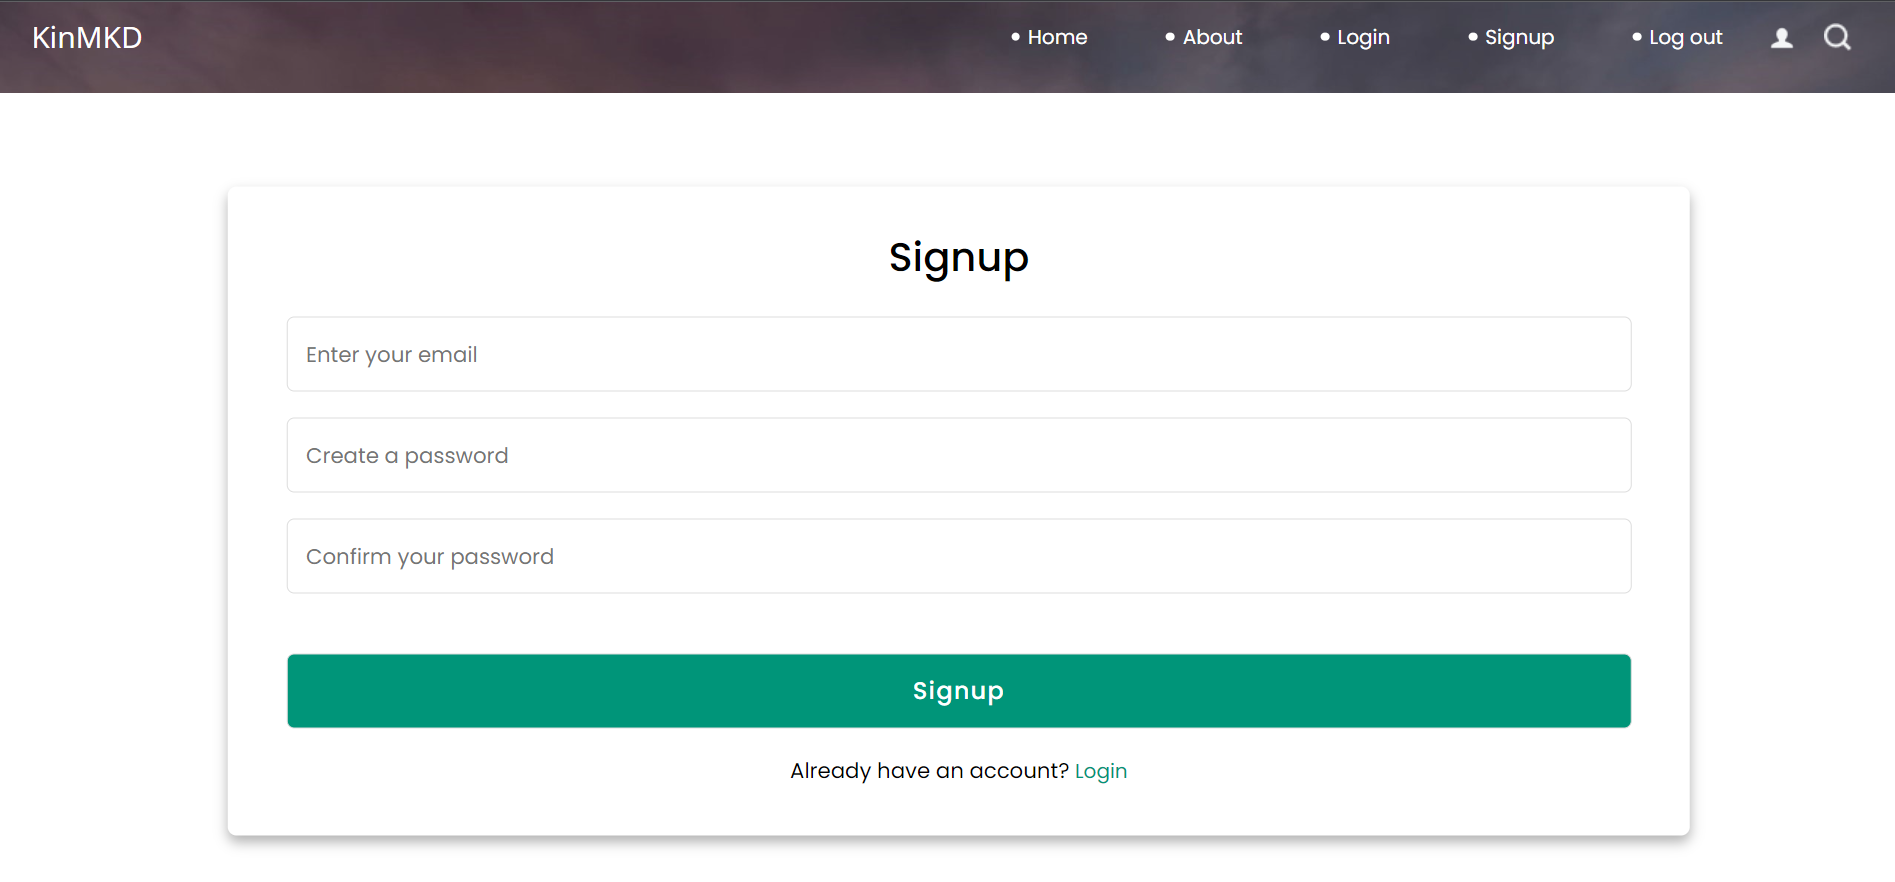 KinMKD
• Home • About • Login • Signup • Log out
Signup
Enter your email
Create a password
Confirm your password
Signup
Already have an account? Login